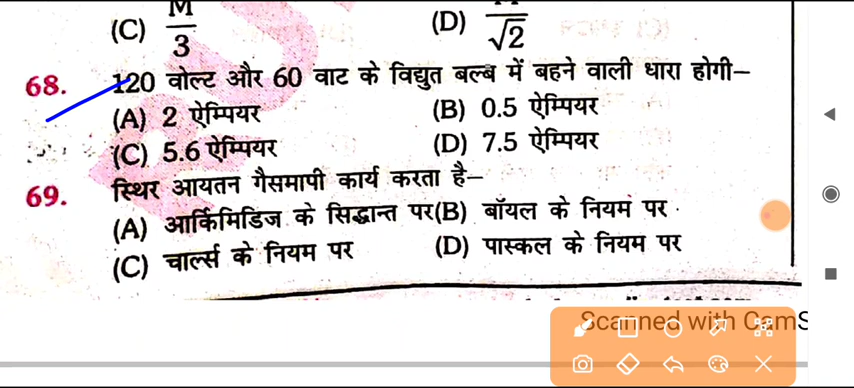 (C) M/3 (D) √2
68. 120 वोल्ट और 60 वाट के विद्युत बल्ब में बहने वाली धारा होगी–
(A) 2 ऐम्पियर (B) 0.5 ऐम्पियर
(C) 5.6 ऐम्पियर (D) 7.5 ऐम्पियर
69. स्थिर आयतन गैसमापी कार्य करता है–
(A) आर्किमिडिज के सिद्धान्त पर (B) बॉयल के नियम पर
(C) चार्ल्स के नियम पर (D) पास्कल के नियम पर
Scanned with CamS